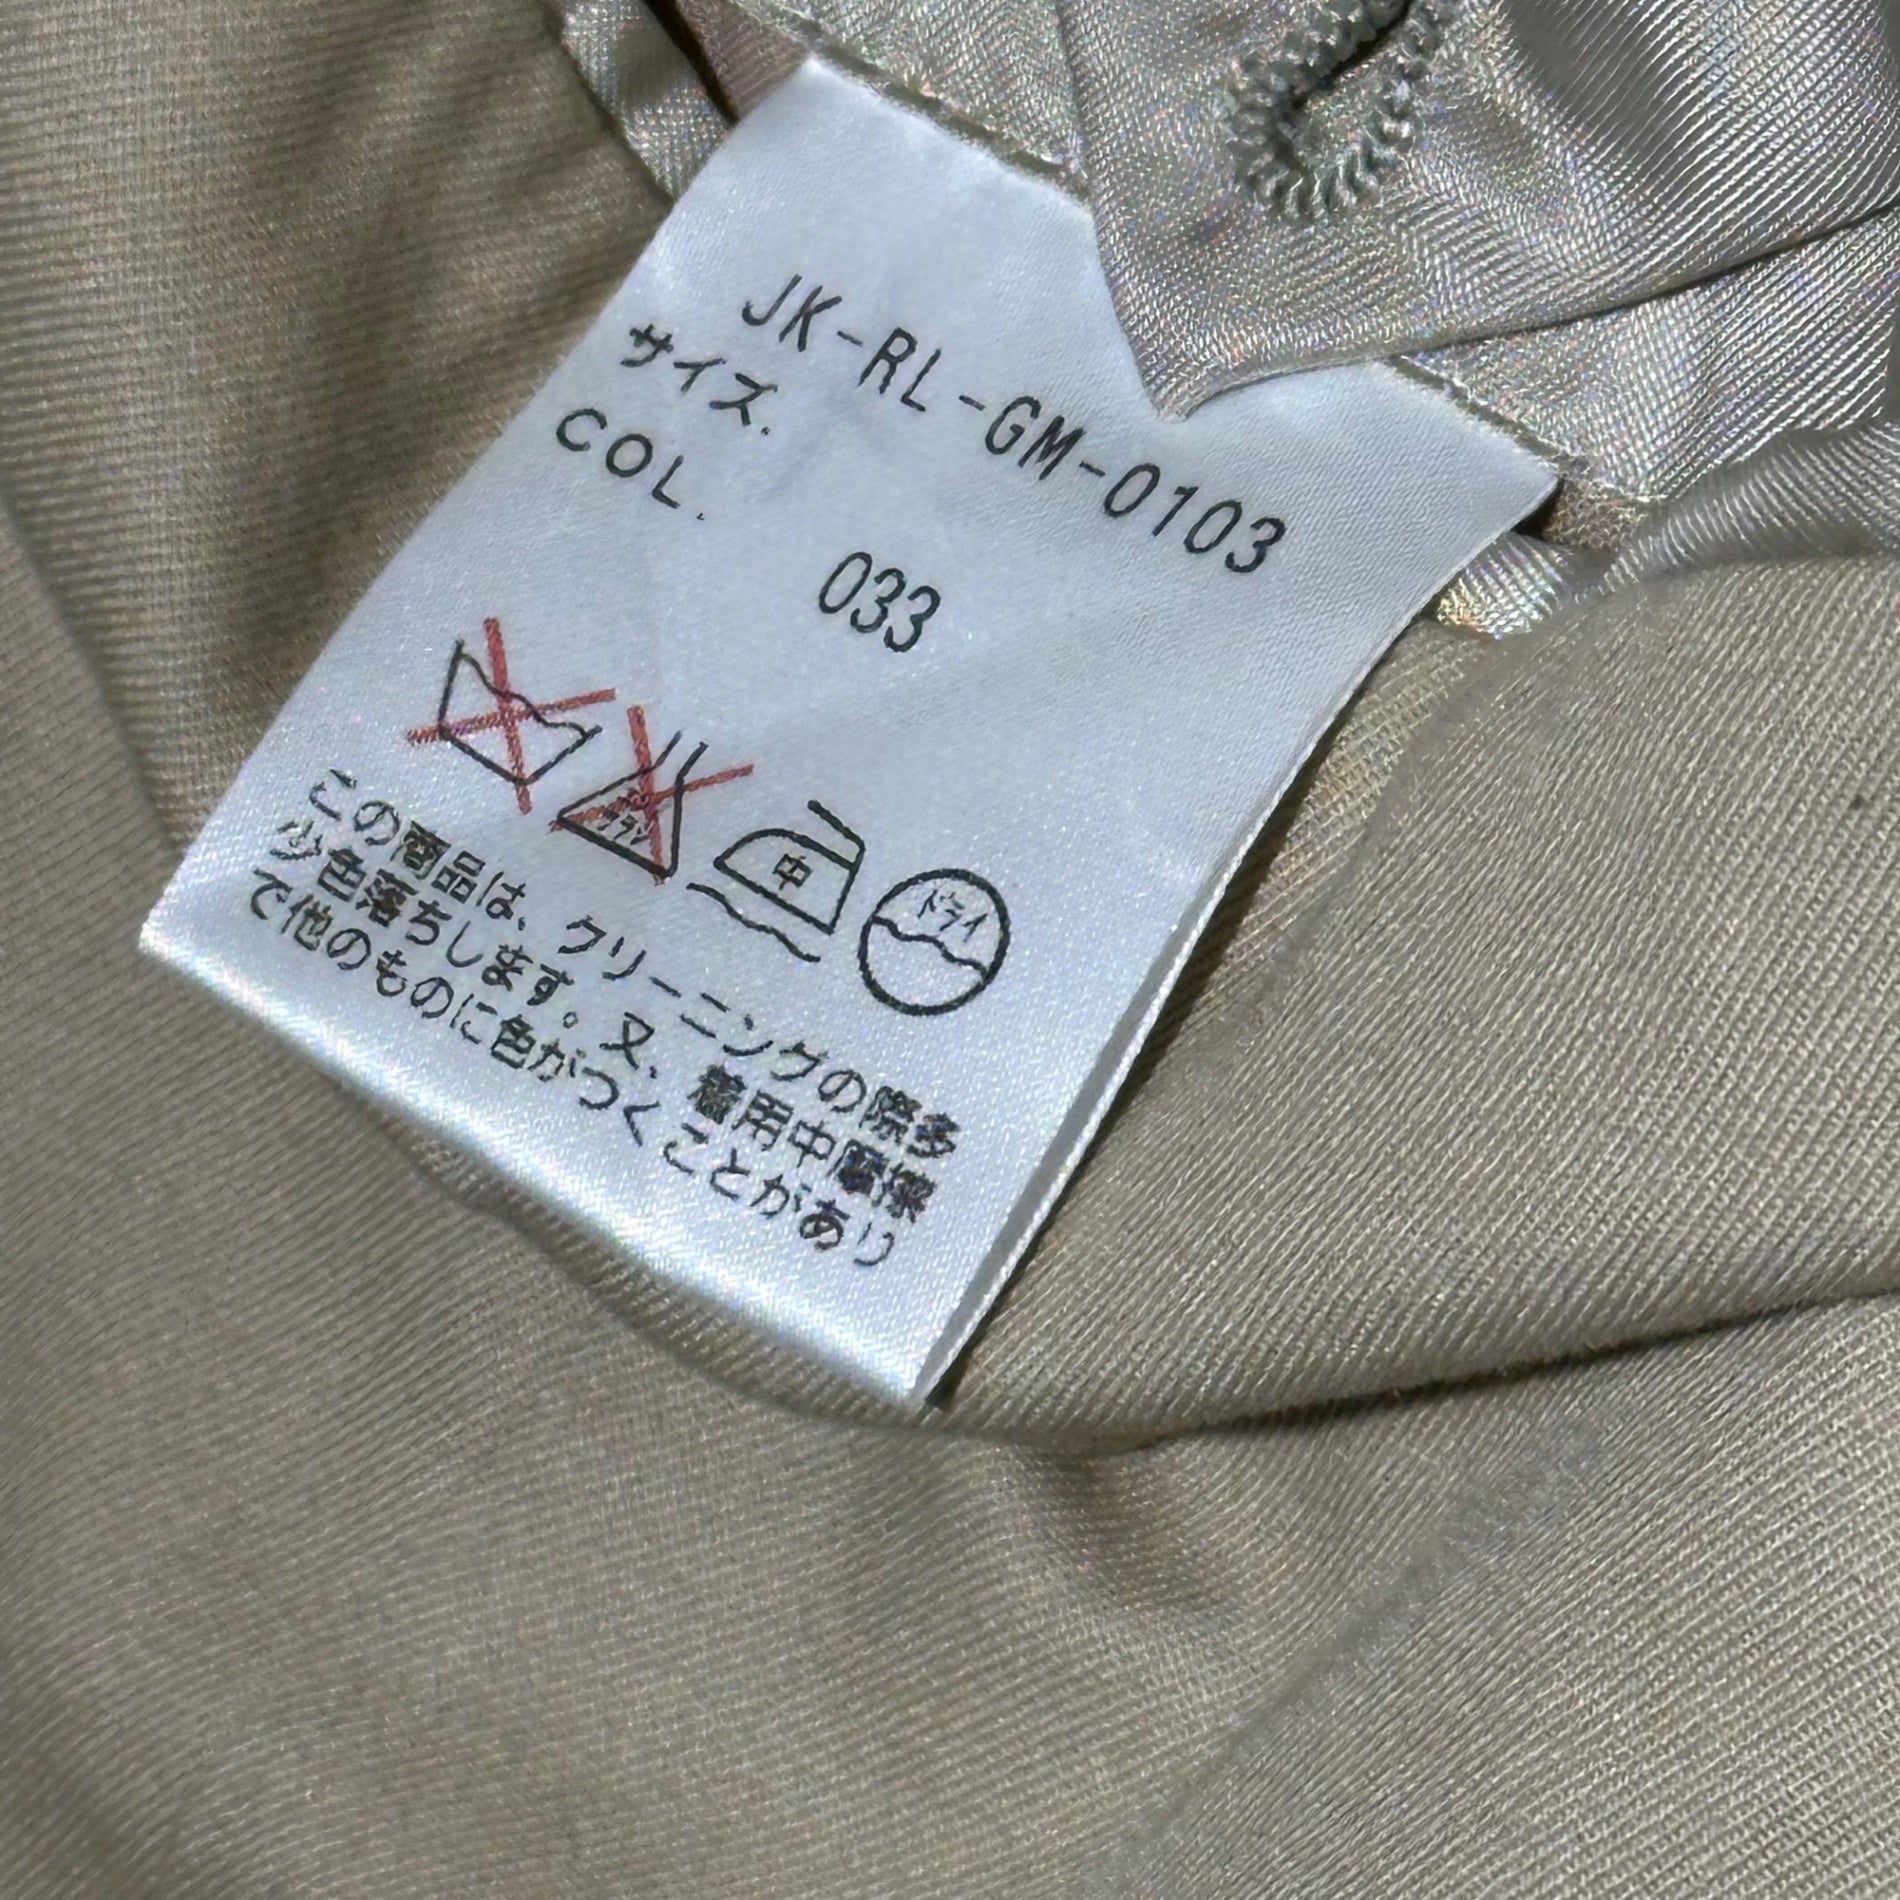 JK-RL-GM-0103
サイズ.
COL. 033
中 ドライ
この商品は、クリーニングの際多
少色落ちします。又、着用中摩擦
で他のものに色がつくことがあり